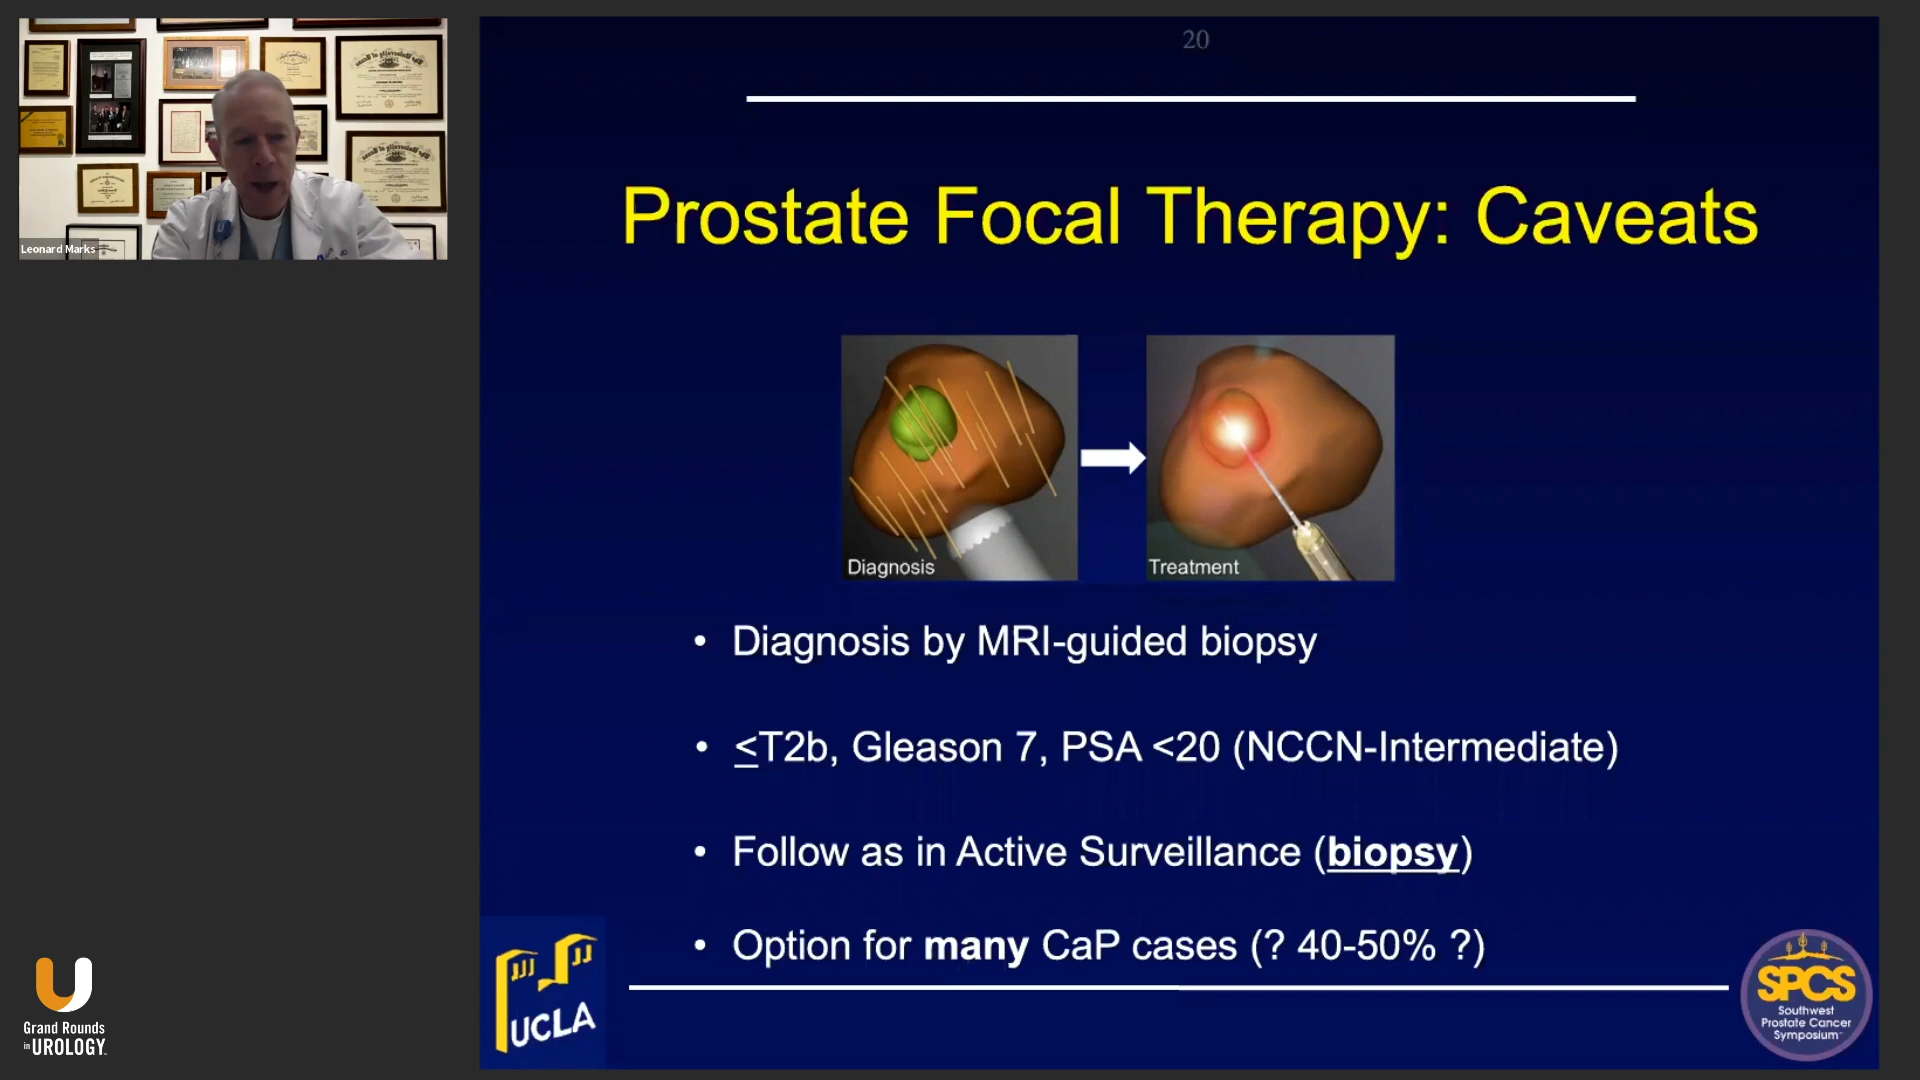 Leonard Marks
20
Prostate Focal Therapy: Caveats
Diagnosis
Treatment
• Diagnosis by MRI-guided biopsy
• <T2b, Gleason 7, PSA <20 (NCCN-Intermediate)
• Follow as in Active Surveillance (biopsy)
• Option for many CaP cases (? 40-50% ?)
UCLA
SPCS
Southwest
Prostate Cancer
Symposium
Grand Rounds
in UROLOGY